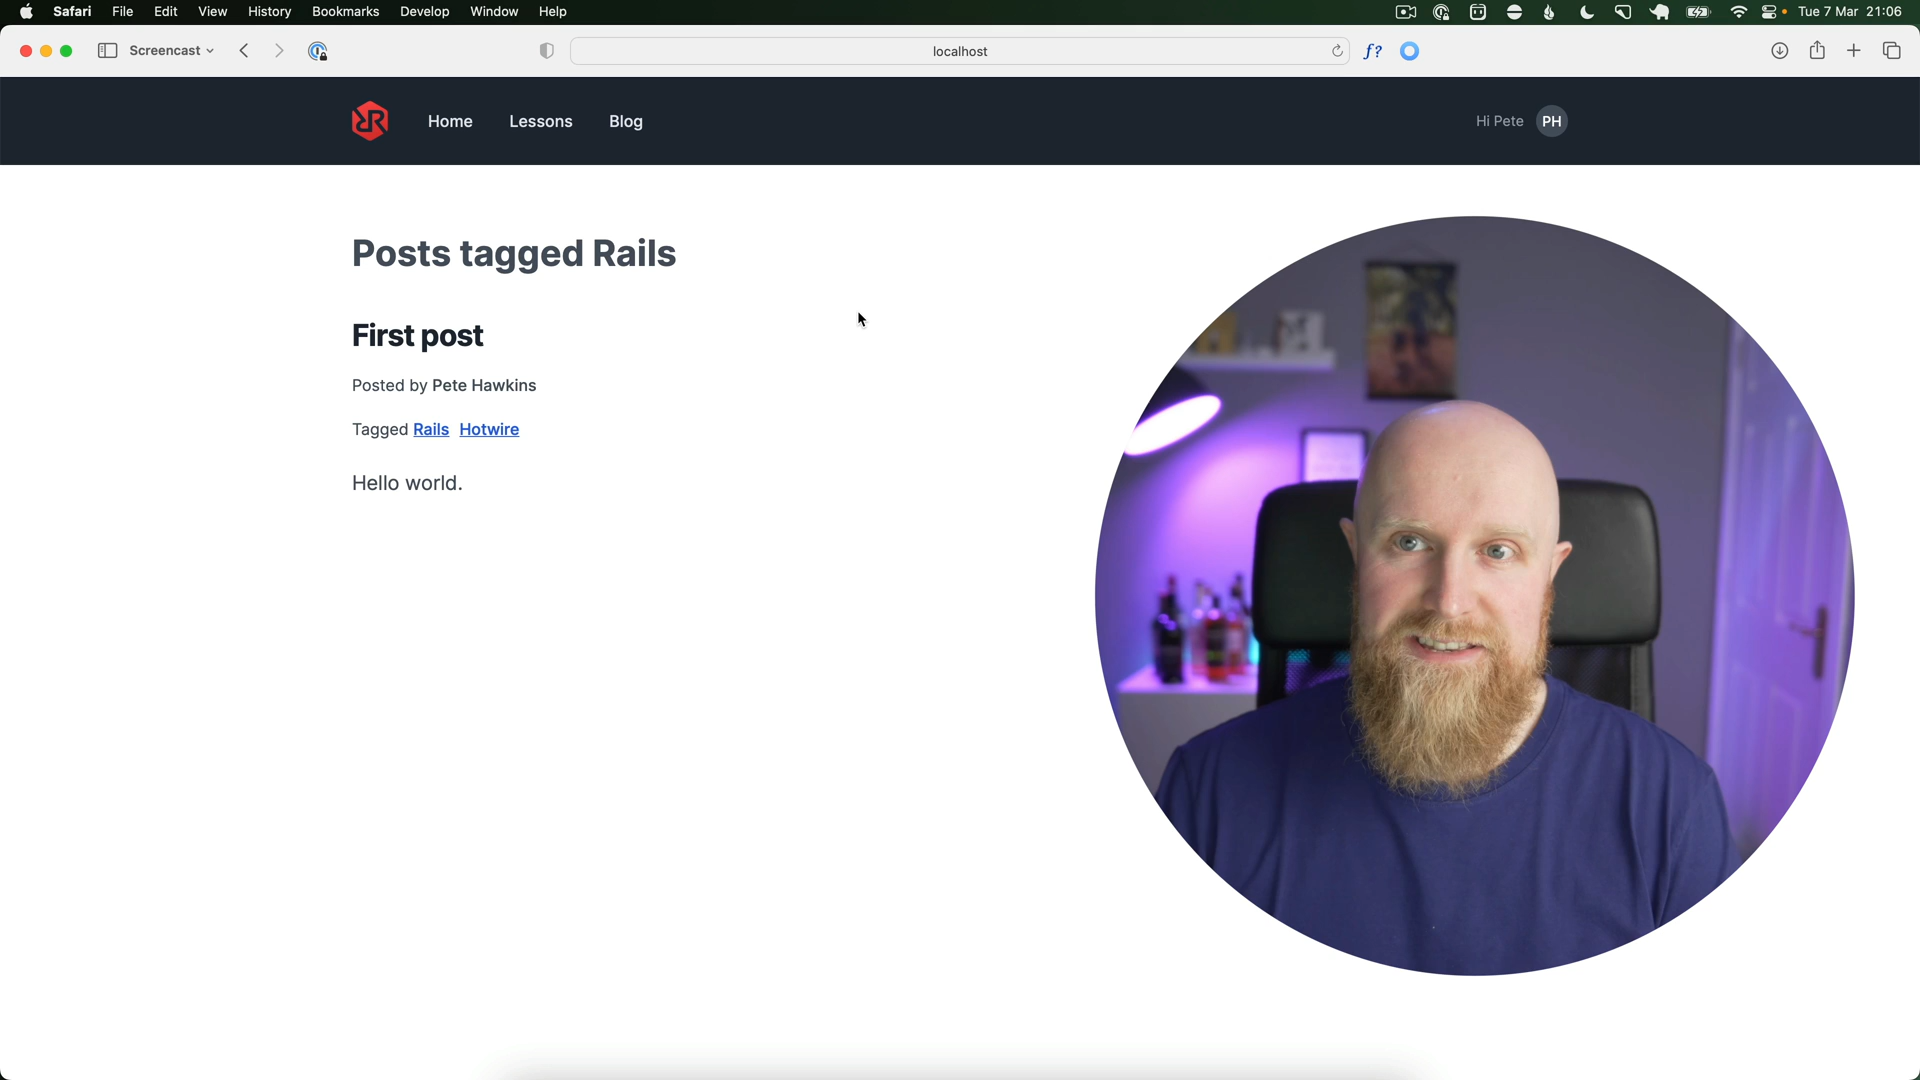 Safari File Edit View History Bookmarks Develop Window Help Tue 7 Mar 21:06
Screencast localhost f?
RR Home Lessons Blog Hi Pete PH
Posts tagged Rails
First post
Posted by Pete Hawkins
Tagged Rails Hotwire
Hello world.